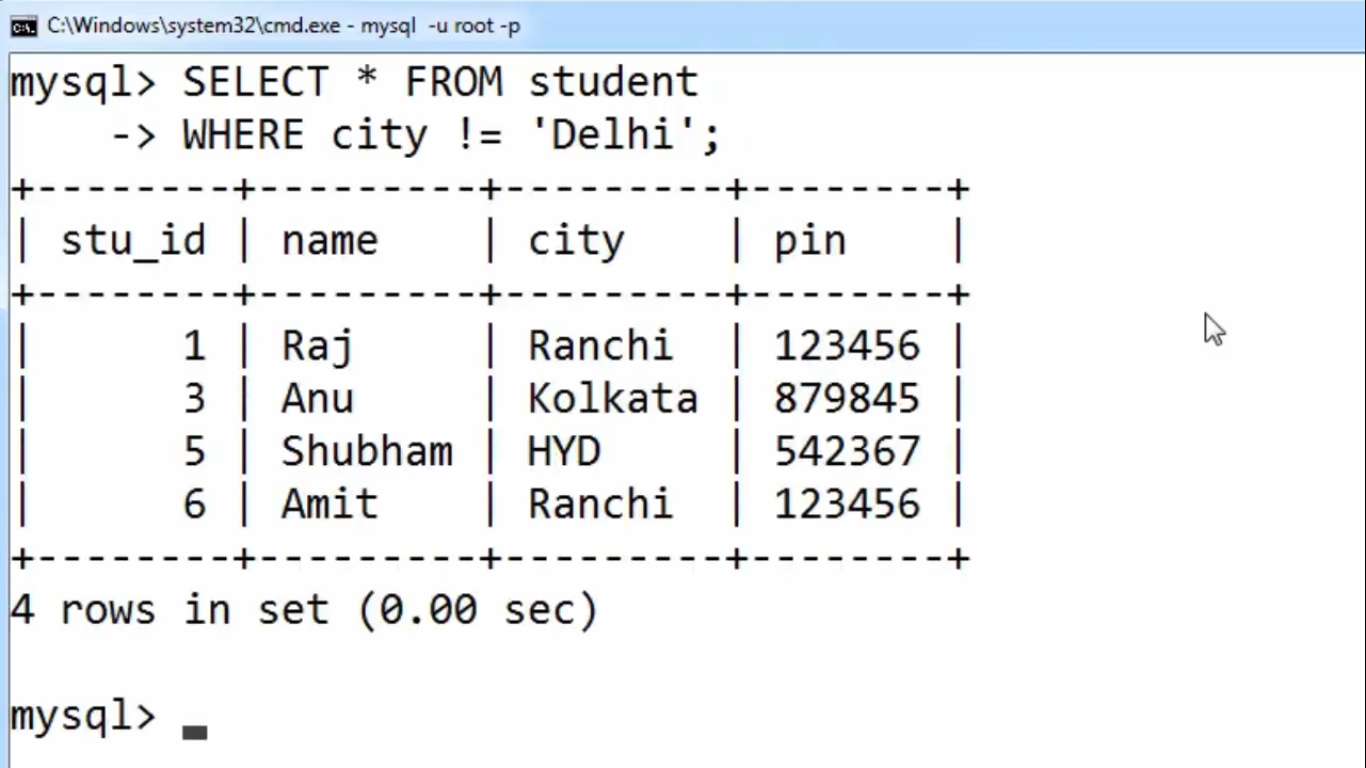 C:\Windows\system32\cmd.exe - mysql  -u root -p
mysql> SELECT * FROM student
    -> WHERE city != 'Delhi';
+--------+---------+---------+--------+
| stu_id | name    | city    | pin    |
+--------+---------+---------+--------+
|      1 | Raj     | Ranchi  | 123456 |
|      3 | Anu     | Kolkata | 879845 |
|      5 | Shubham | HYD     | 542367 |
|      6 | Amit    | Ranchi  | 123456 |
+--------+---------+---------+--------+
4 rows in set (0.00 sec)
mysql>